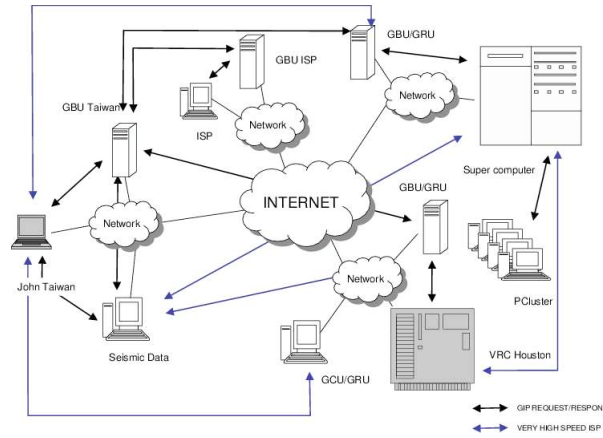 GBU/GRU
GBU ISP
GBU Taiwan
ISP
Network
Network
Super computer
GBU/GRU
INTERNET
Network
Network
John Taiwan
PCluster
Seismic Data
GCU/GRU
VRC Houston
GIP REQUEST/RESPON
VERY HIGH SPEED ISP